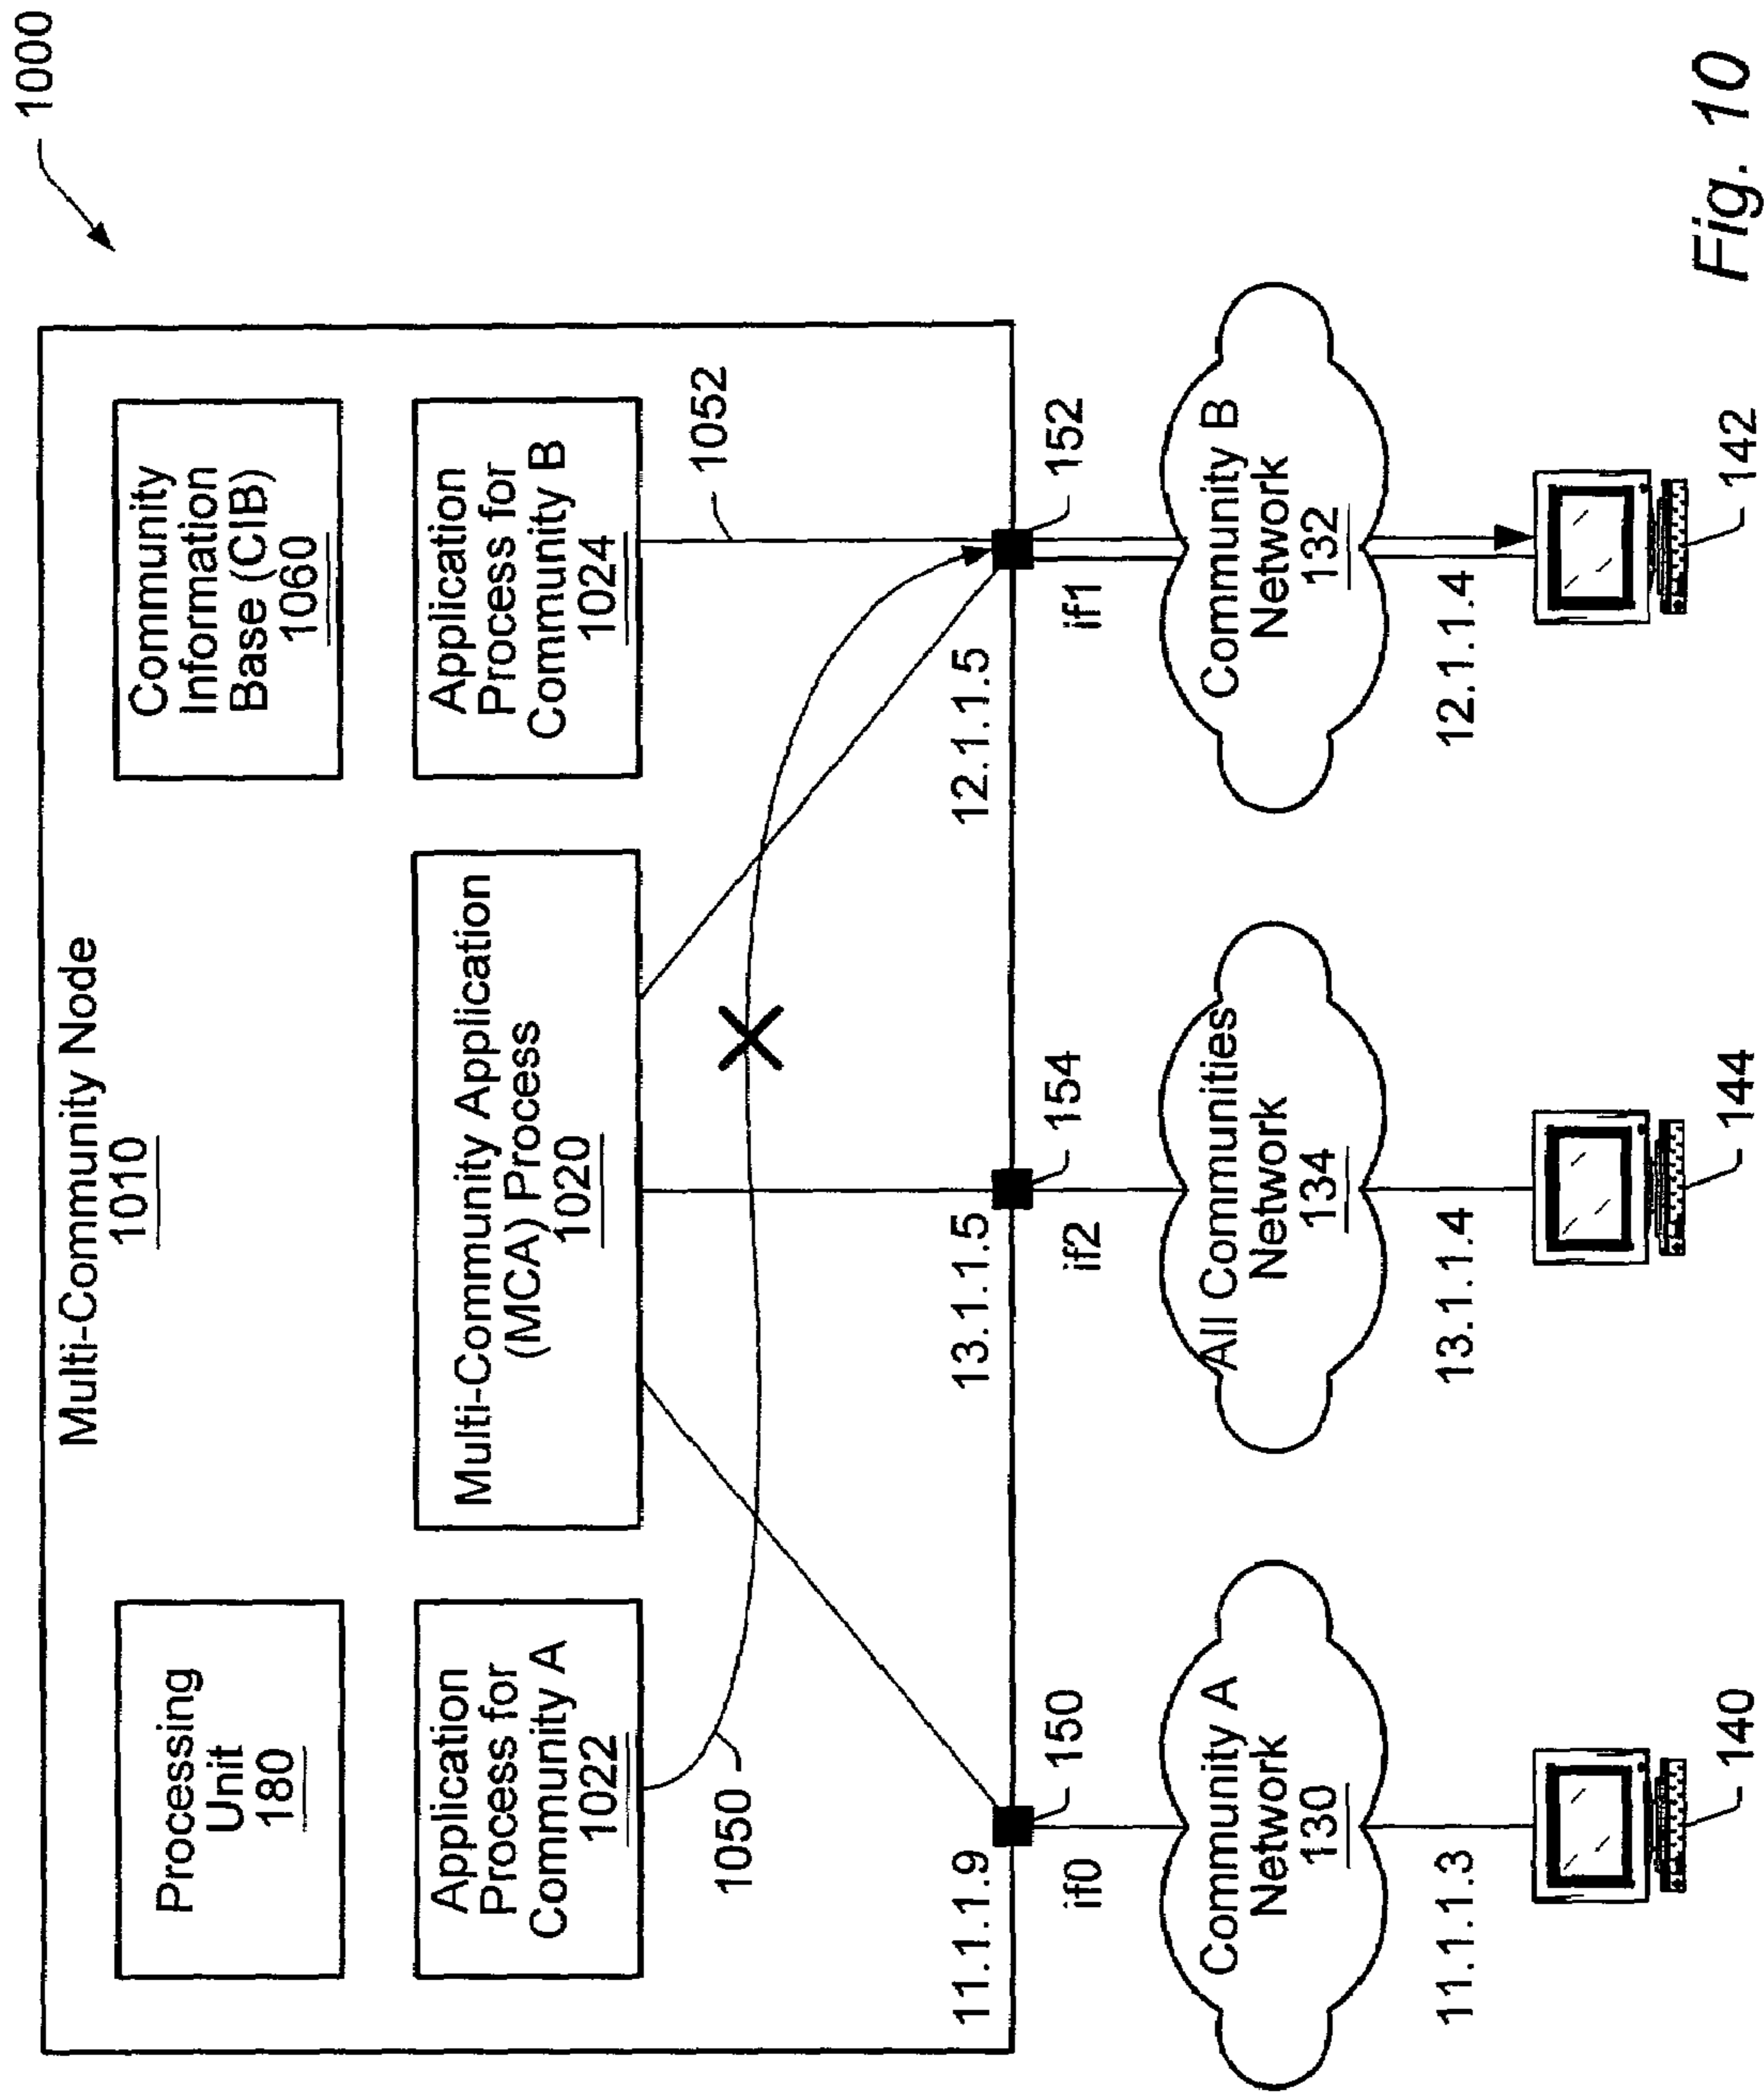 1000
Multi-Community Node
1010
Processing
Unit
180
Community
Information
Base (CIB)
1060
Application
Process for
Community A
1022
Multi-Community Application
(MCA) Process
1020
Application
Process for
Community B
1024
1050
1052
11.1.1.9
13.1.1.5
12.1.1.5
if0
150
if2
154
if1
152
Community A
Network
130
All Communities
Network
134
Community B
Network
132
11.1.1.3
13.1.1.4
12.1.1.4
140
144
142
Fig. 10